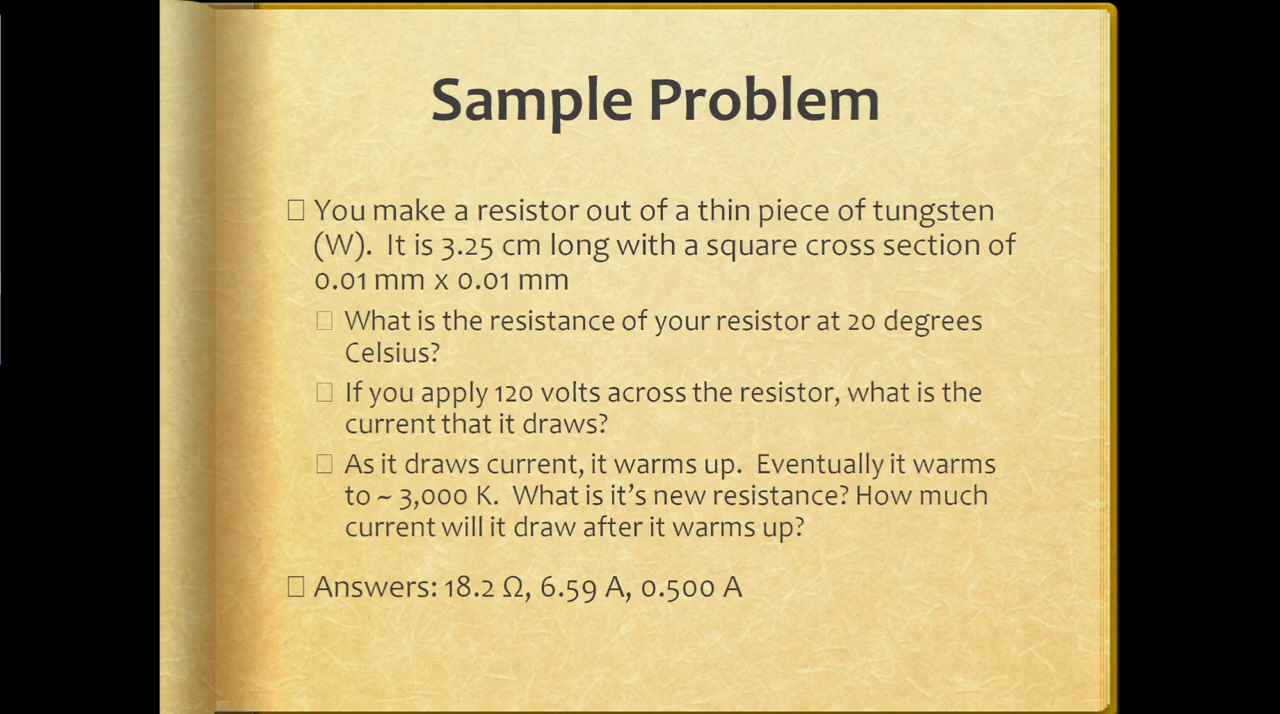 Sample Problem
You make a resistor out of a thin piece of tungsten
(W).  It is 3.25 cm long with a square cross section of
0.01 mm x 0.01 mm
What is the resistance of your resistor at 20 degrees
Celsius?
If you apply 120 volts across the resistor, what is the
current that it draws?
As it draws current, it warms up.  Eventually it warms
to ~ 3,000 K.  What is it’s new resistance? How much
current will it draw after it warms up?
Answers: 18.2 Ω, 6.59 A, 0.500 A